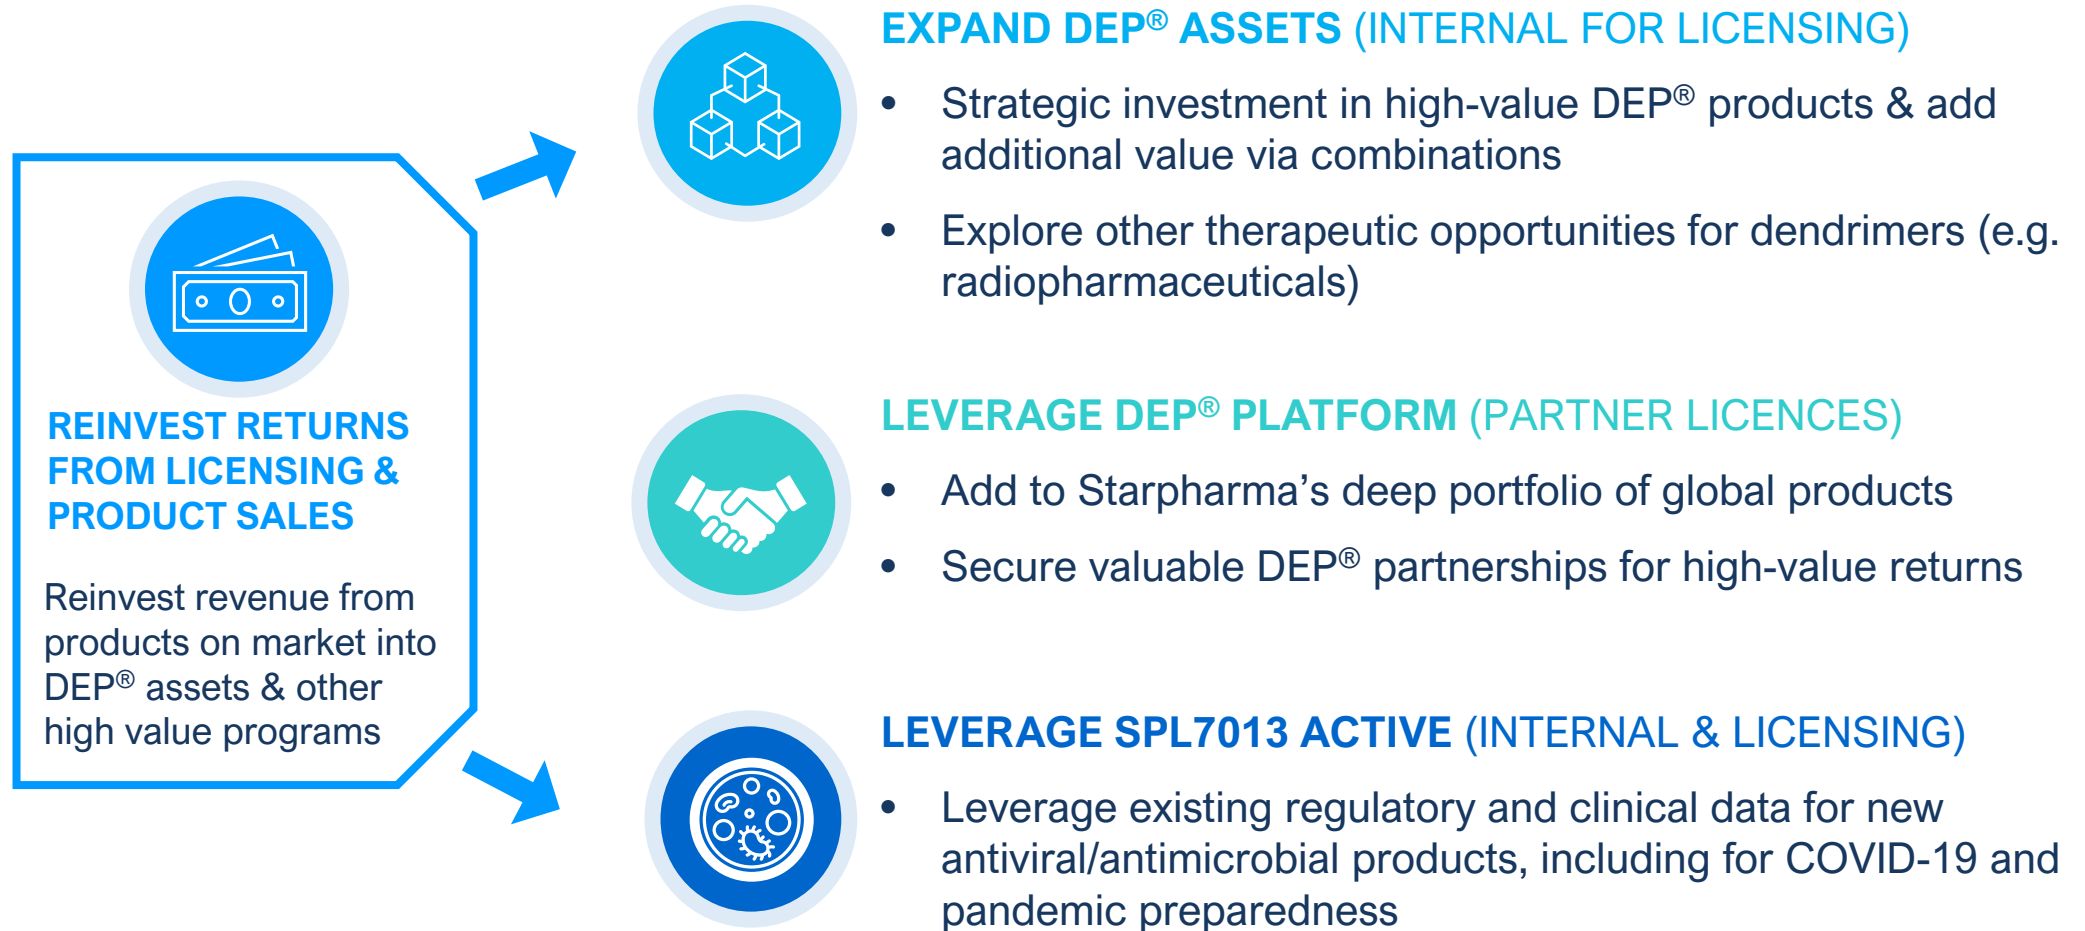 REINVEST RETURNS
FROM LICENSING &
PRODUCT SALES
Reinvest revenue from
products on market into
DEP® assets & other
high value programs
EXPAND DEP® ASSETS (INTERNAL FOR LICENSING)
• Strategic investment in high-value DEP® products & add
additional value via combinations
• Explore other therapeutic opportunities for dendrimers (e.g.
radiopharmaceuticals)
LEVERAGE DEP® PLATFORM (PARTNER LICENCES)
• Add to Starpharma’s deep portfolio of global products
• Secure valuable DEP® partnerships for high-value returns
LEVERAGE SPL7013 ACTIVE (INTERNAL & LICENSING)
• Leverage existing regulatory and clinical data for new
antiviral/antimicrobial products, including for COVID-19 and
pandemic preparedness